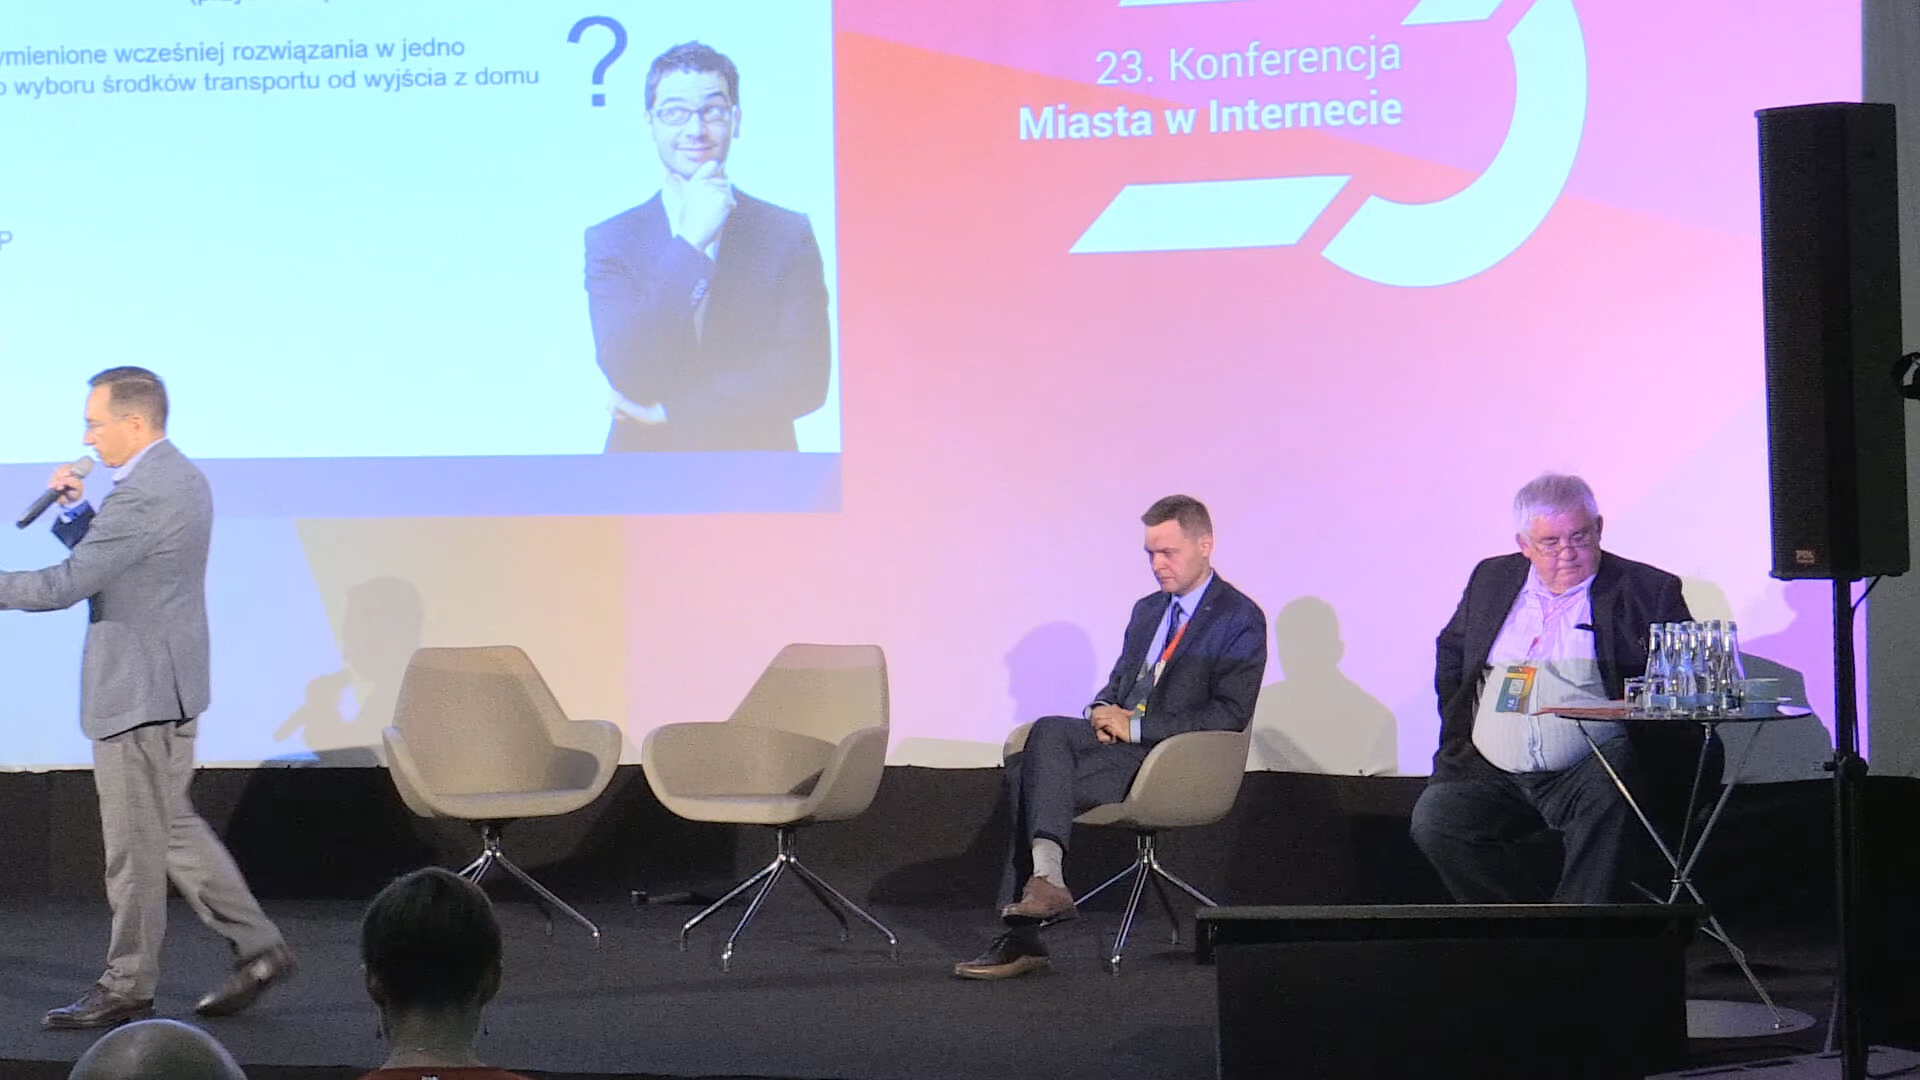 ymienione wcześniej rozwiązania w jedno
o wyboru środków transportu od wyjścia z domu
?
P
23. Konferencja
Miasta w Internecie